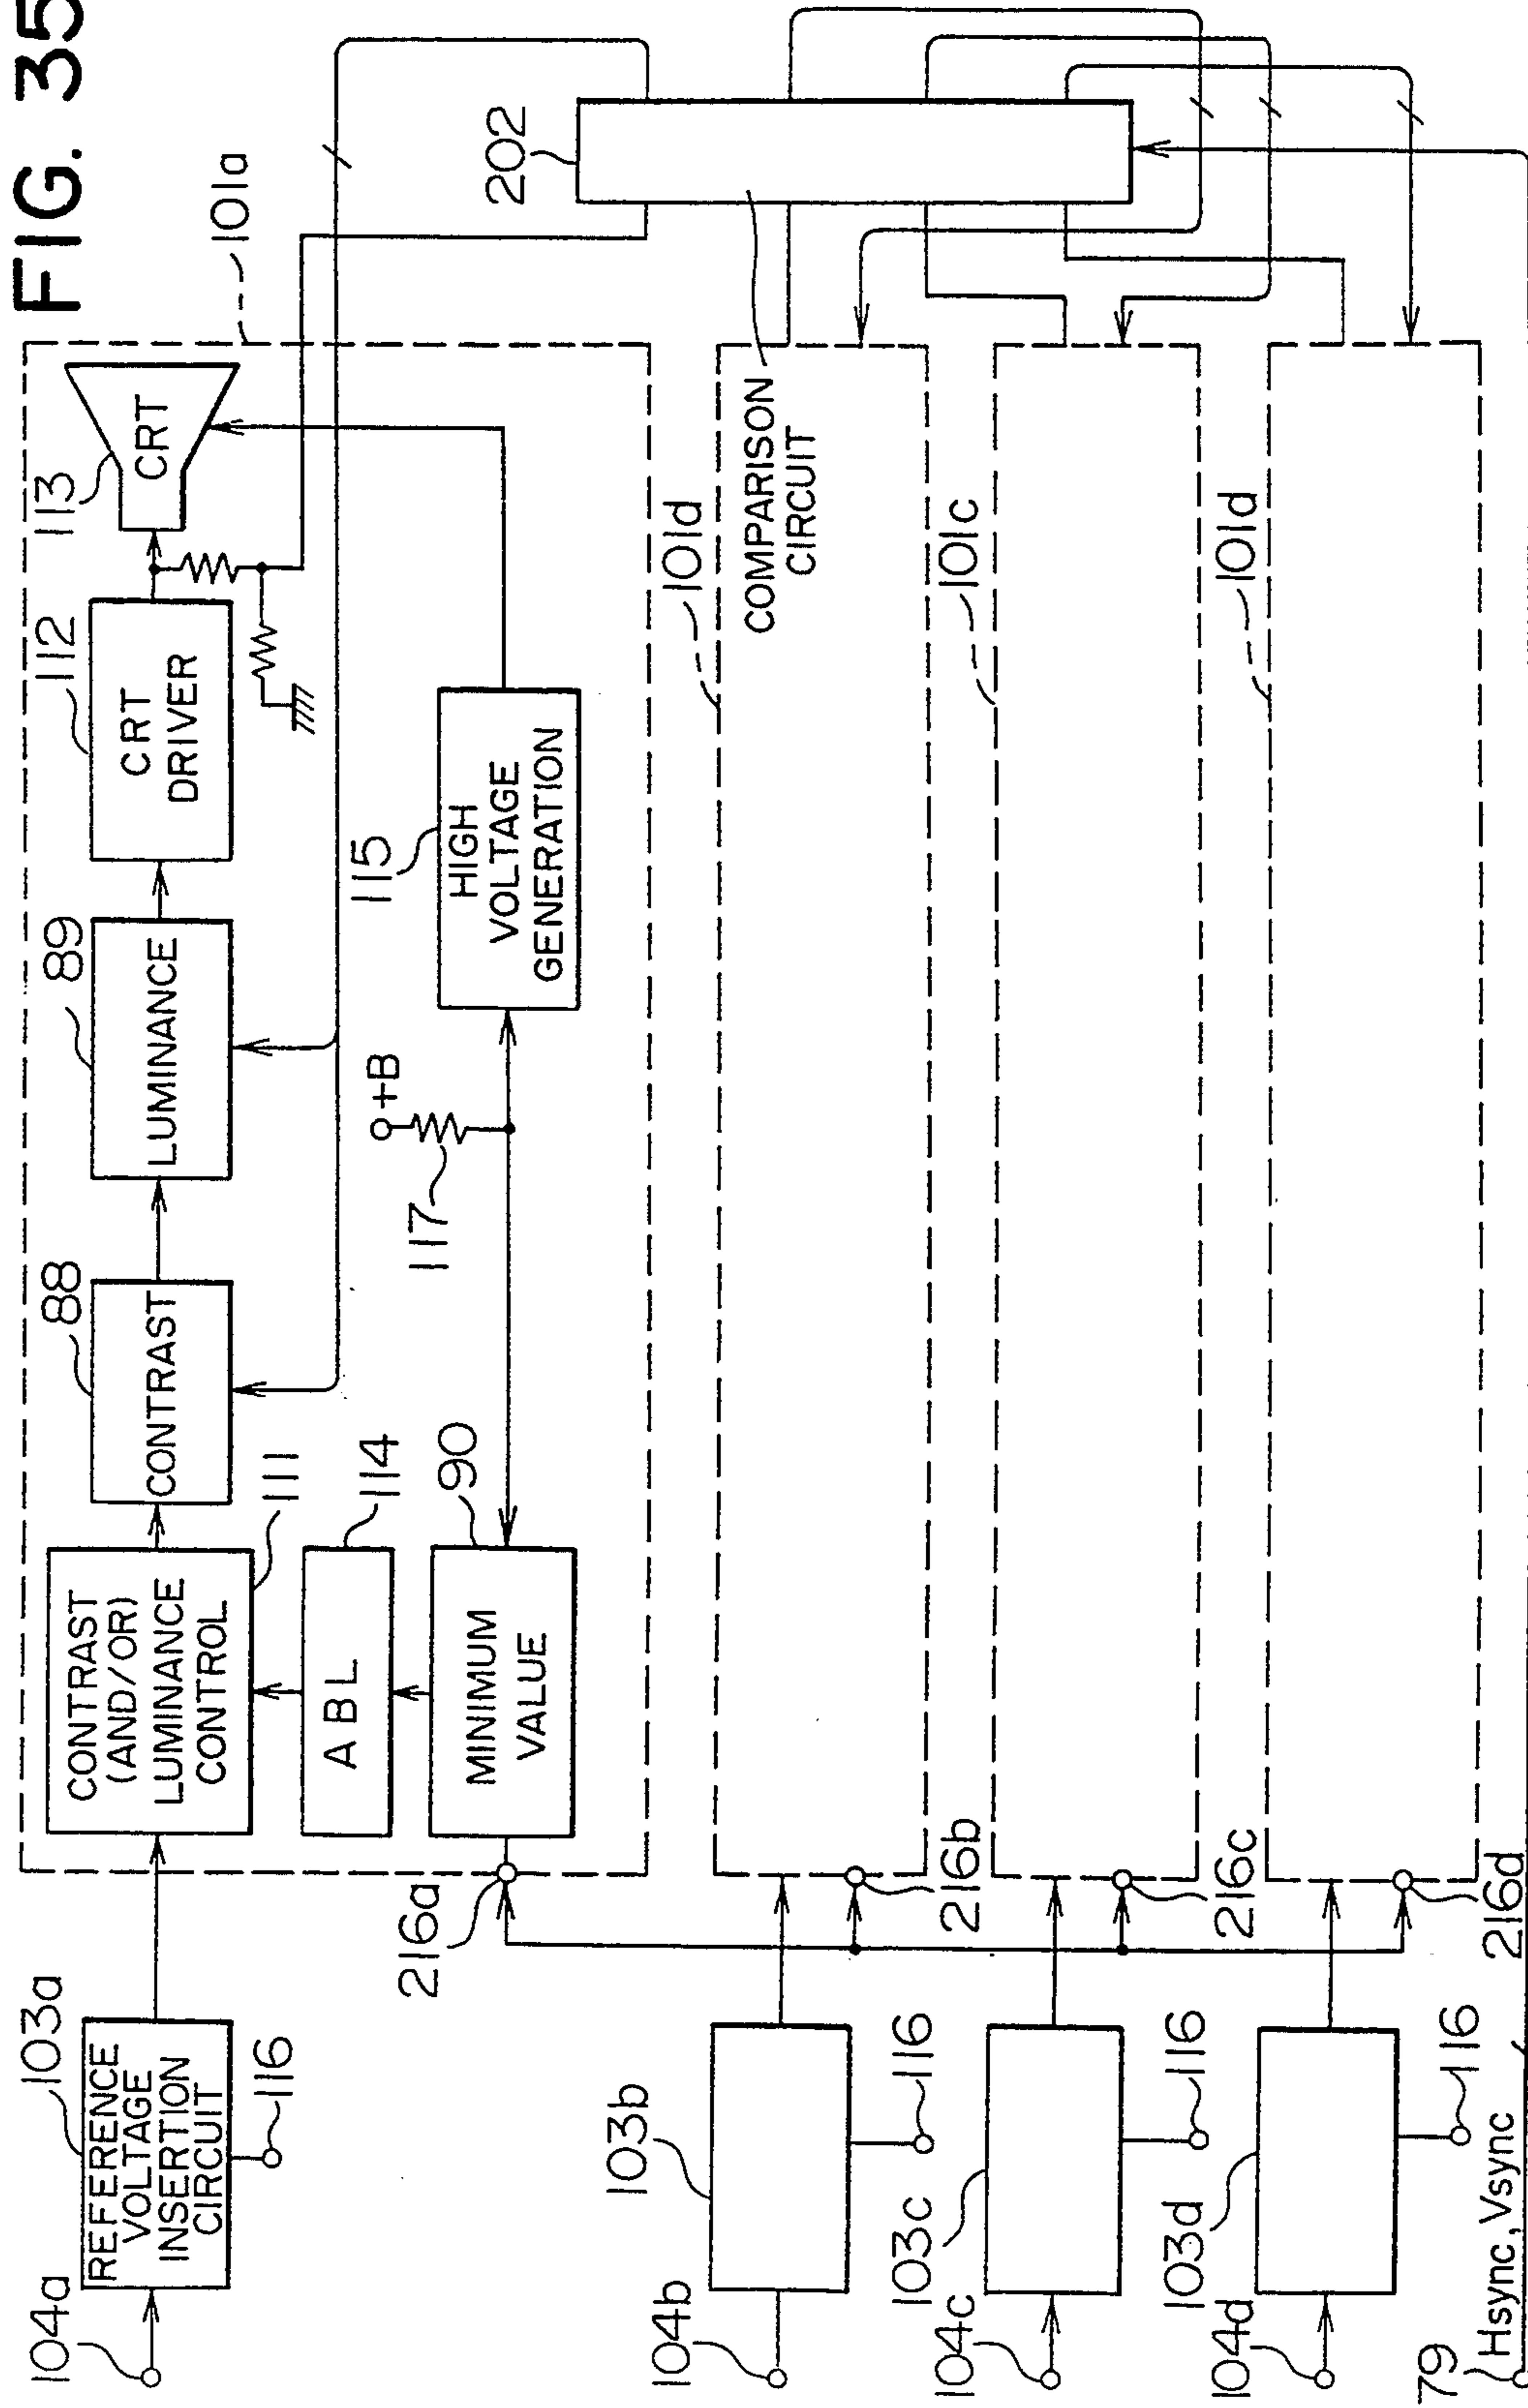 FIG. 35
101a
113
CRT
112
CRT
DRIVER
89
LUMINANCE
88
CONTRAST
CONTRAST
(AND/OR)
LUMINANCE
CONTROL
111
103a
REFERENCE
VOLTAGE
INSERTION
CIRCUIT
104a
116
ABL
114
MINIMUM
VALUE
90
216a
117
+B
115
HIGH
VOLTAGE
GENERATION
202
COMPARISON
CIRCUIT
101d
103b
104b
116
216b
101c
103c
104c
116
216c
101d
103d
104d
116
216d
79
Hsync, Vsync